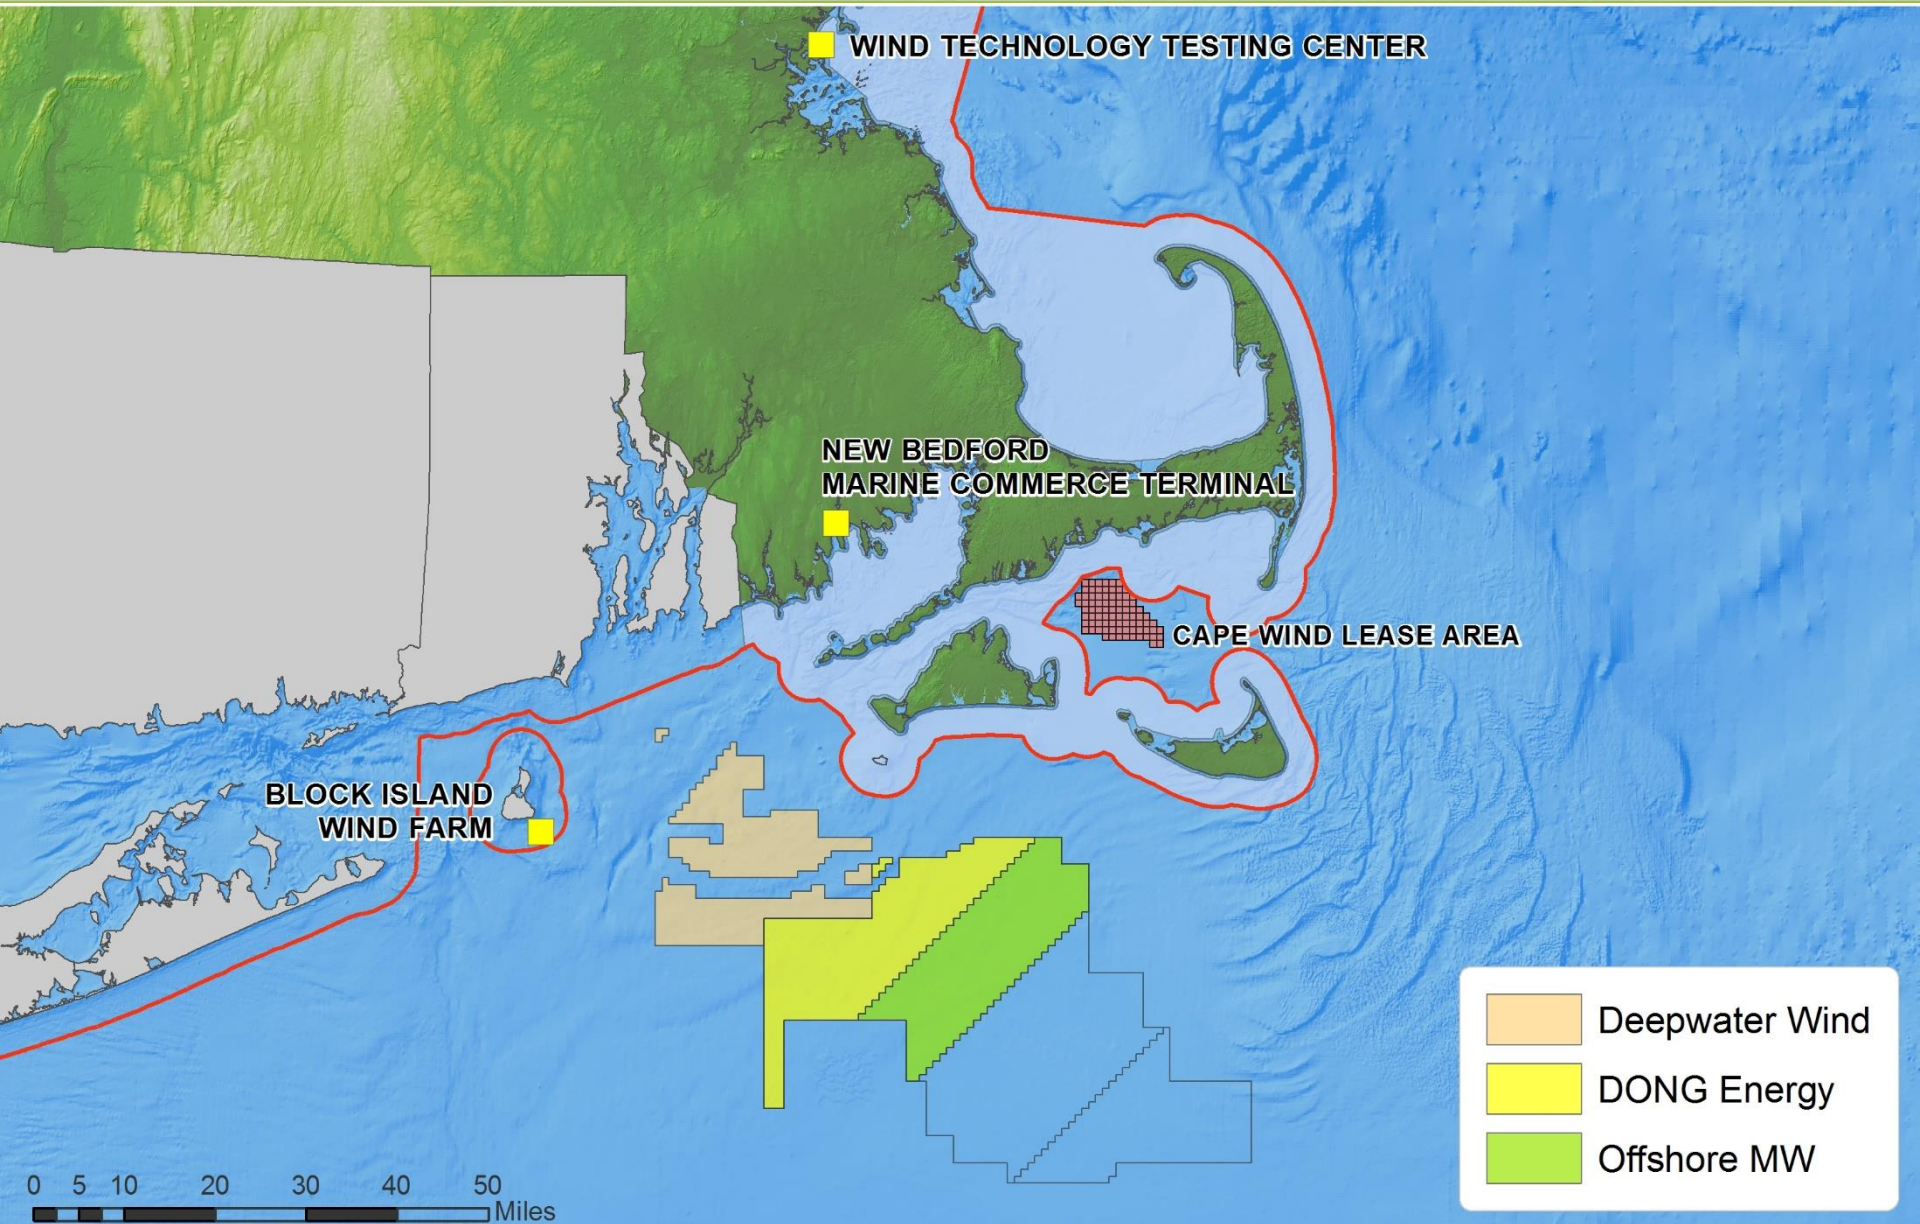 WIND TECHNOLOGY TESTING CENTER
NEW BEDFORD
MARINE COMMERCE TERMINAL
CAPE WIND LEASE AREA
BLOCK ISLAND
WIND FARM
Deepwater Wind
DONG Energy
Offshore MW
0 5 10 20 30 40 50
Miles